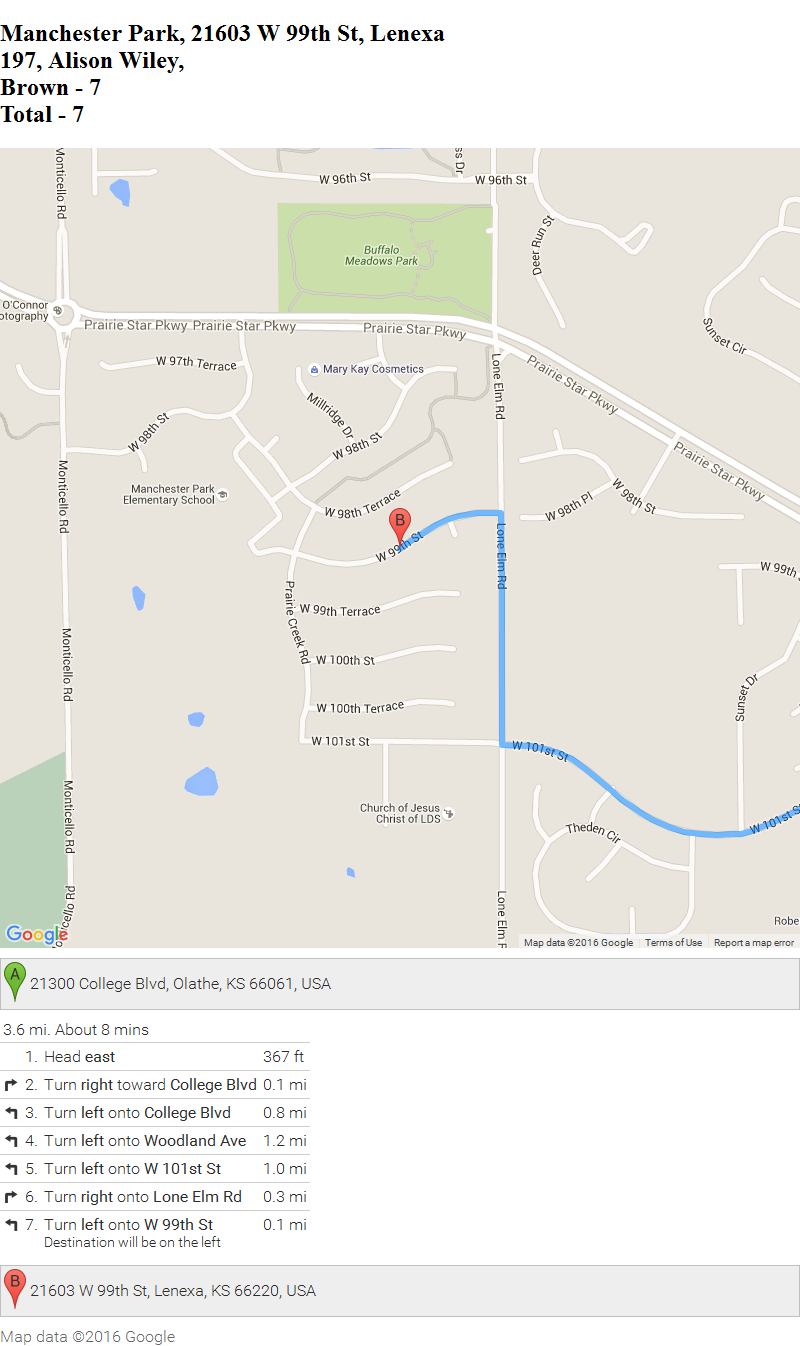 Manchester Park, 21603 W 99th St, Lenexa
197, Alison Wiley,
Brown - 7
Total - 7
Monticello Rd
W 96th St
ss Dr
W 96th St
Deer Run St
Buffalo
Meadows Park
O'Connor
otography
Prairie Star Pkwy
Prairie Star Pkwy
Prairie Star Pkwy
Sunset Cir
W 97th Terrace
Mary Kay Cosmetics
Lone Elm Rd
Prairie Star Pkwy
Millridge Dr
W 98th St
W 98th St
Prairie Star Pkwy
Monticello Rd
Manchester Park
Elementary School
W 98th Terrace
W 98th Pl
W 98th St
B
W 99th St
Lone Elm Rd
W 99th
Prairie Creek Rd
W 99th Terrace
Monticello Rd
W 100th St
Sunset Dr
W 100th Terrace
W 101st St
W 101st St
Monticello Rd
Church of Jesus
Christ of LDS
Theden Cir
W 101st S
Monticello Rd
Lone Elm R
Robe
Google
Map data ©2016 Google
Terms of Use
Report a map error
A
21300 College Blvd, Olathe, KS 66061, USA
3.6 mi. About 8 mins
1. Head east 367 ft
2. Turn right toward College Blvd 0.1 mi
3. Turn left onto College Blvd 0.8 mi
4. Turn left onto Woodland Ave 1.2 mi
5. Turn left onto W 101st St 1.0 mi
6. Turn right onto Lone Elm Rd 0.3 mi
7. Turn left onto W 99th St 0.1 mi
Destination will be on the left
B
21603 W 99th St, Lenexa, KS 66220, USA
Map data ©2016 Google